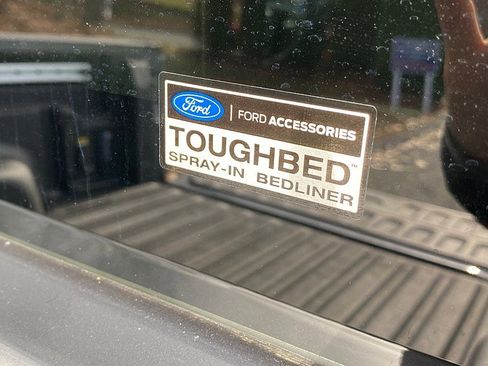 Ford | FORD ACCESSORIES
TOUGHBED™
SPRAY-IN BEDLINER